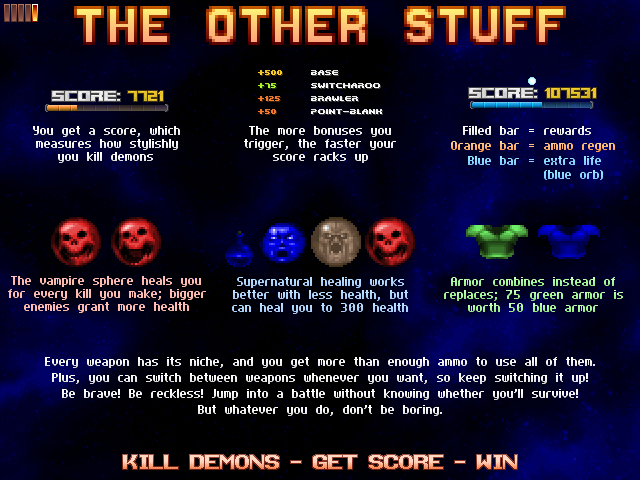 THE OTHER STUFF
SCORE: 7721
+500 BASE
+75 SWITCHAROO
+125 BRAWLER
+50 POINT-BLANK
SCORE: 107531
You get a score, which
measures how stylishly
you kill demons
The more bonuses you
trigger, the faster your
score racks up
Filled bar = rewards
Orange bar = ammo regen
Blue bar = extra life
(blue orb)
The vampire sphere heals you
for every kill you make; bigger
enemies grant more health
Supernatural healing works
better with less health, but
can heal you to 300 health
Armor combines instead of
replaces; 75 green armor is
worth 50 blue armor
Every weapon has its niche, and you get more than enough ammo to use all of them.
Plus, you can switch between weapons whenever you want, so keep switching it up!
Be brave! Be reckless! Jump into a battle without knowing whether you'll survive!
But whatever you do, don't be boring.
KILL DEMONS - GET SCORE - WIN